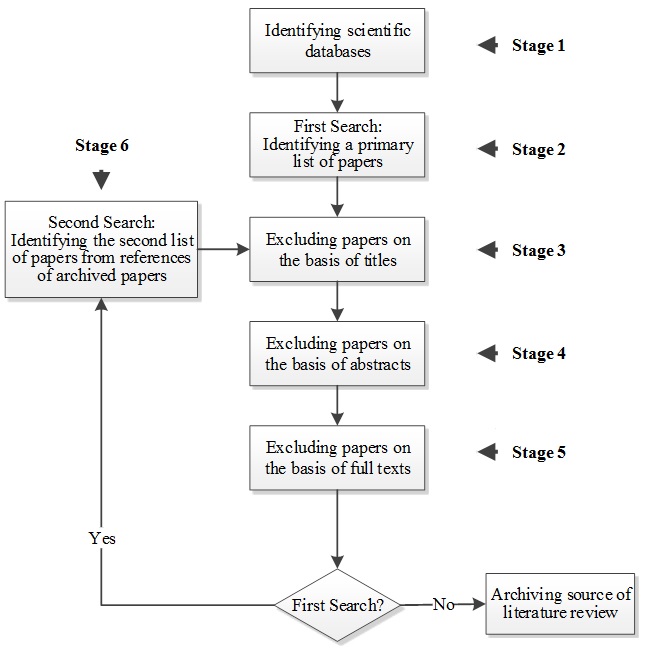 Identifying scientific
databases
Stage 1
First Search:
Identifying a primary
list of papers
Stage 2
Stage 6
Second Search:
Identifying the second list
of papers from references
of archived papers
Excluding papers on
the basis of titles
Stage 3
Excluding papers on
the basis of abstracts
Stage 4
Excluding papers on
the basis of full texts
Stage 5
Yes
First Search?
No
Archiving source of
literature review